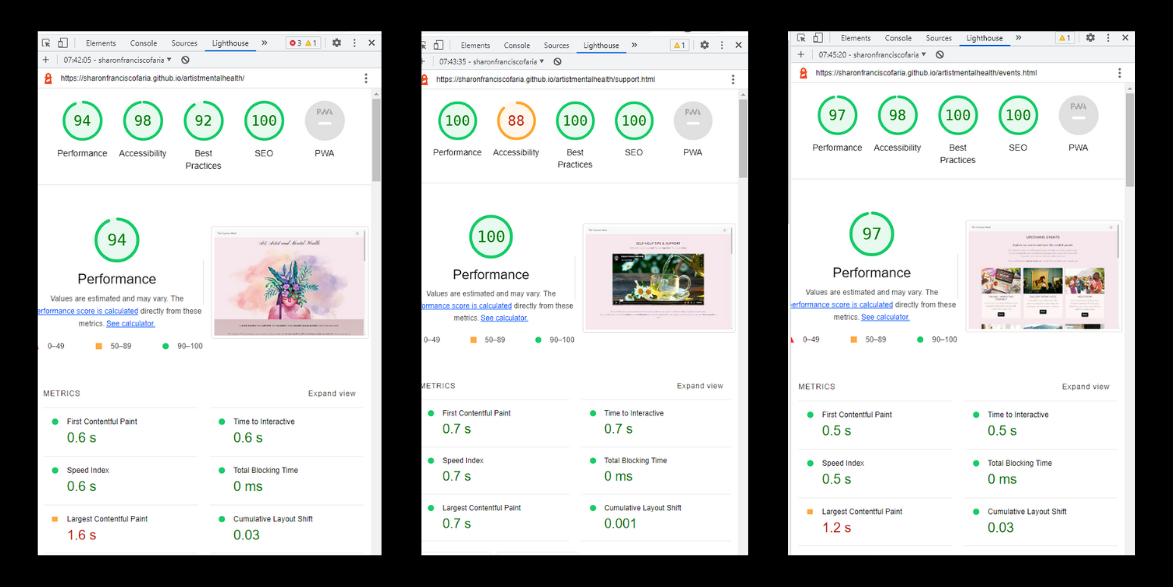 Elements Console Sources Lighthouse » 3 1
+ 07:42:05 - sharonfranciscofaria
https://sharonfranciscofaria.github.io/artistmentalhealth/
94 98 92 100 PWA
Performance Accessibility Best Practices SEO PWA
94
Performance
Values are estimated and may vary. The
performance score is calculated directly from these
metrics. See calculator.
0–49 50–89 90–100
METRICS Expand view
First Contentful Paint Time to Interactive
0.6 s 0.6 s
Speed Index Total Blocking Time
0.6 s 0 ms
Largest Contentful Paint Cumulative Layout Shift
1.6 s 0.03
Art, Artist and Mental Health
Elements Console Sources Lighthouse » 1
07:43:35 - sharonfranciscofaria
https://sharonfranciscofaria.github.io/artistmentalhealth/support.html
100 88 100 100 PWA
Performance Accessibility Best Practices SEO PWA
100
Performance
Values are estimated and may vary. The
ormance score is calculated directly from these
metrics. See calculator.
SELF-HELP TIPS & SUPPORT
0–49 50–89 90–100
METRICS Expand view
First Contentful Paint Time to Interactive
0.7 s 0.7 s
Speed Index Total Blocking Time
0.7 s 0 ms
Largest Contentful Paint Cumulative Layout Shift
0.7 s 0.001
Elements Console Sources Lighthouse » 1
+ 07:45:20 - sharonfranciscofaria.github.io
https://sharonfranciscofaria.github.io/artistmentalhealth/events.html
97 98 100 100 PWA
Performance Accessibility Best Practices SEO PWA
97
Performance
Values are estimated and may vary. The
erformance score is calculated directly from these
metrics. See calculator.
UPCOMING EVENTS
0–49 50–89 90–100
METRICS Expand view
First Contentful Paint Time to Interactive
0.5 s 0.5 s
Speed Index Total Blocking Time
0.5 s 0 ms
Largest Contentful Paint Cumulative Layout Shift
1.2 s 0.03